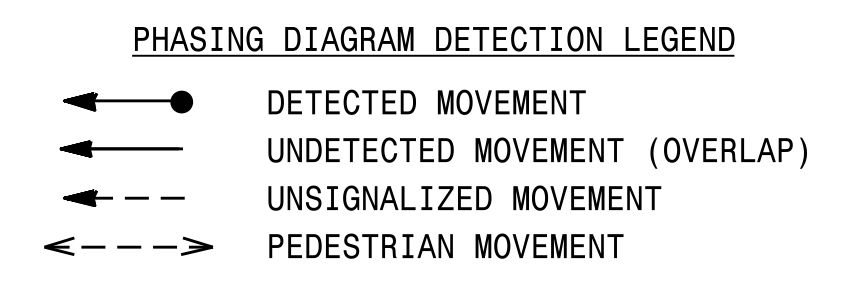 PHASING DIAGRAM DETECTION LEGEND
DETECTED MOVEMENT
UNDETECTED MOVEMENT (OVERLAP)
UNSIGNALIZED MOVEMENT
PEDESTRIAN MOVEMENT